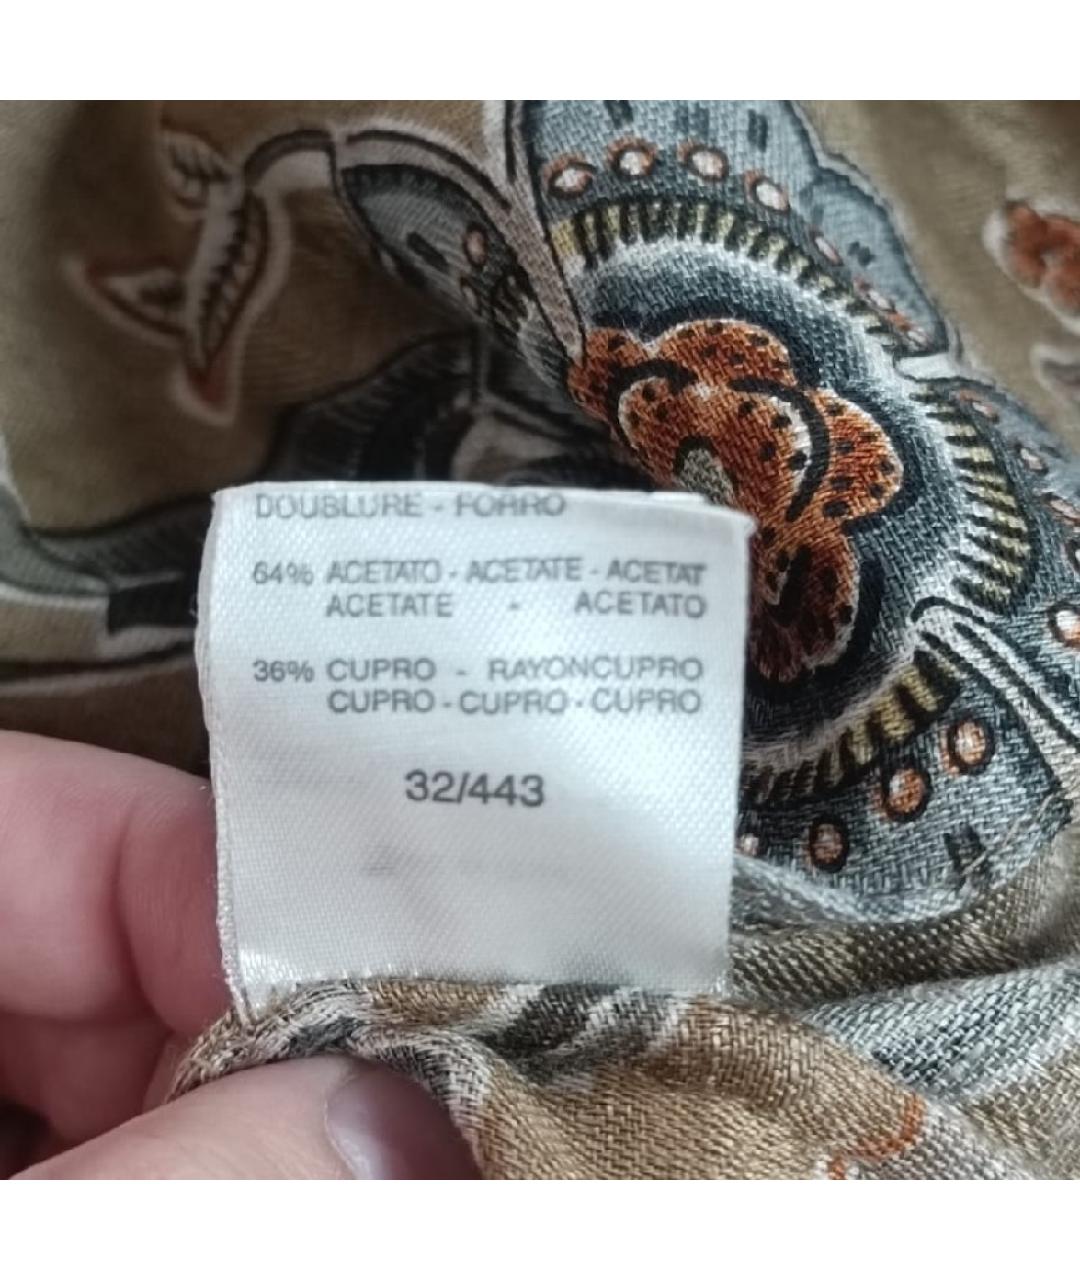 DOUBLURE - FORRO
64% ACETATO - ACETATE - ACETAT
ACETATE - ACETATO
36% CUPRO - RAYONCUPRO
CUPRO - CUPRO - CUPRO
32/443